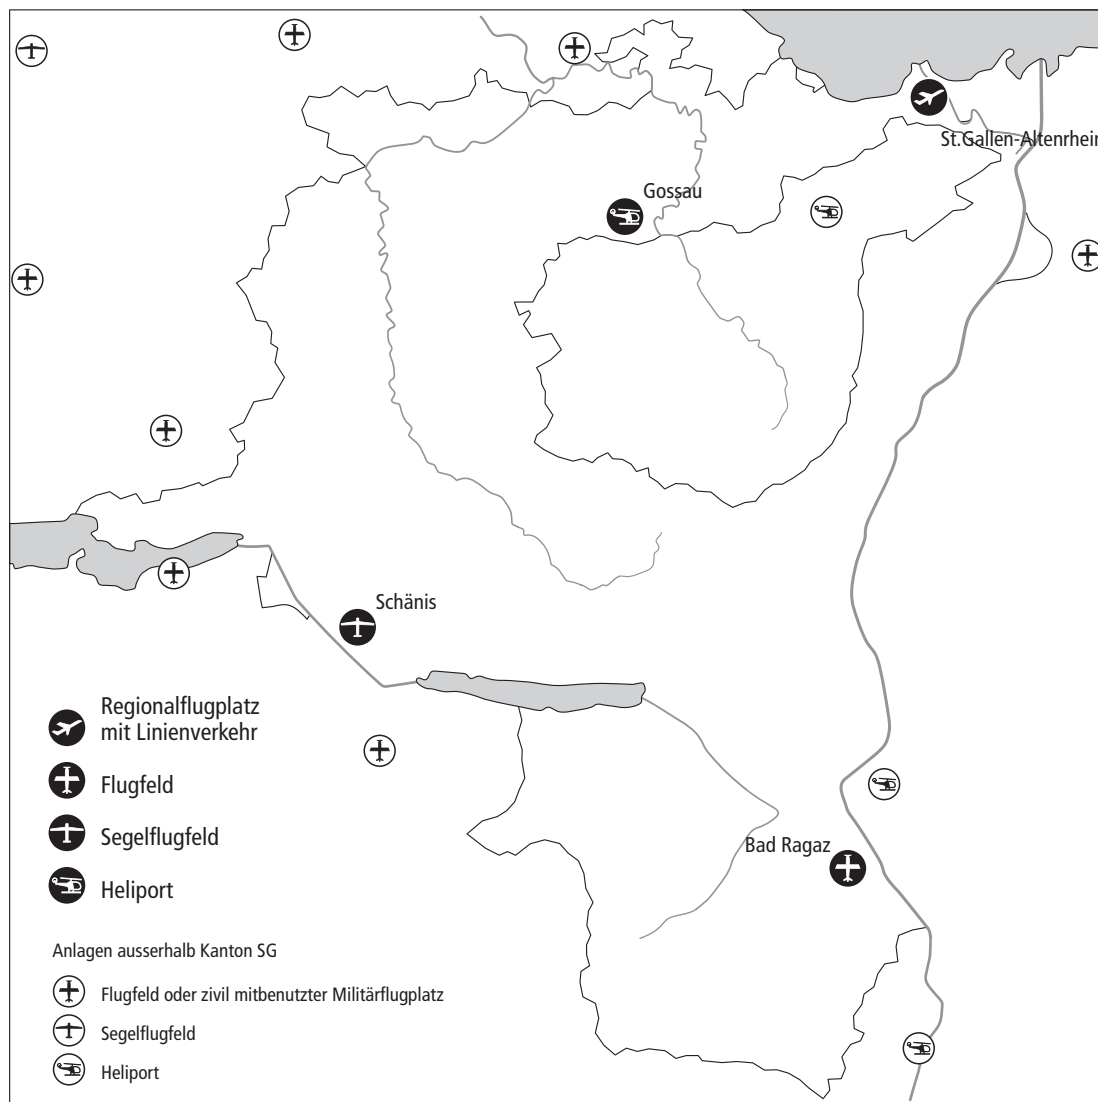 St.Gallen-Altenrhein
Gossau
Schänis
Bad Ragaz
Regionalflugplatz
mit Linienverkehr
Flugfeld
Segelflugfeld
Heliport
Anlagen ausserhalb Kanton SG
Flugfeld oder zivil mitbenutzter Militärflugplatz
Segelflugfeld
Heliport